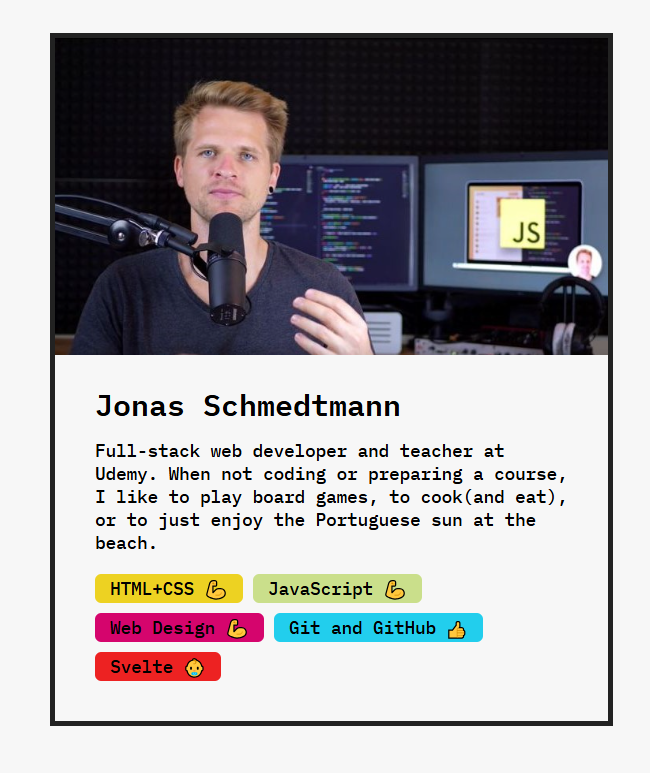 JS
Jonas Schmedtmann
Full-stack web developer and teacher at
Udemy. When not coding or preparing a course,
I like to play board games, to cook(and eat),
or to just enjoy the Portuguese sun at the
beach.
HTML+CSS 💪 JavaScript 💪
Web Design 💪 Git and GitHub 👍
Svelte 👶